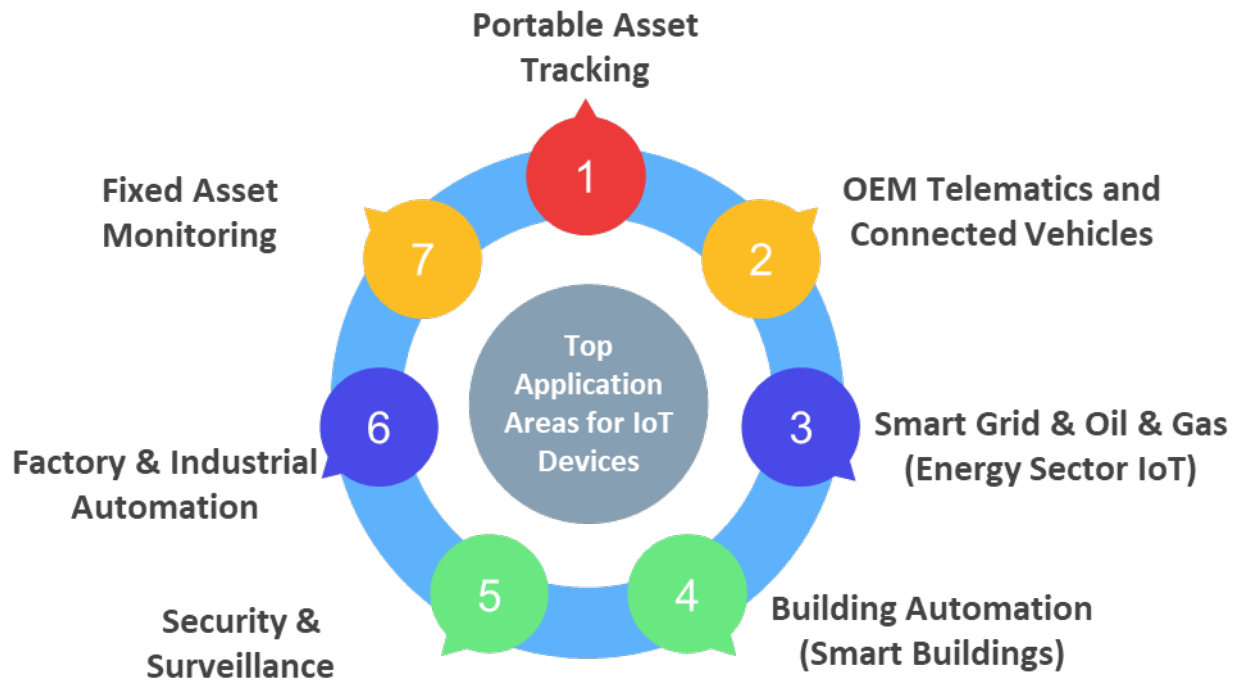 Portable Asset
Tracking
1
OEM Telematics and
Connected Vehicles
2
Smart Grid & Oil & Gas
(Energy Sector IoT)
3
Building Automation
(Smart Buildings)
4
Security &
Surveillance
5
Factory & Industrial
Automation
6
Fixed Asset
Monitoring
7
Top
Application
Areas for IoT
Devices